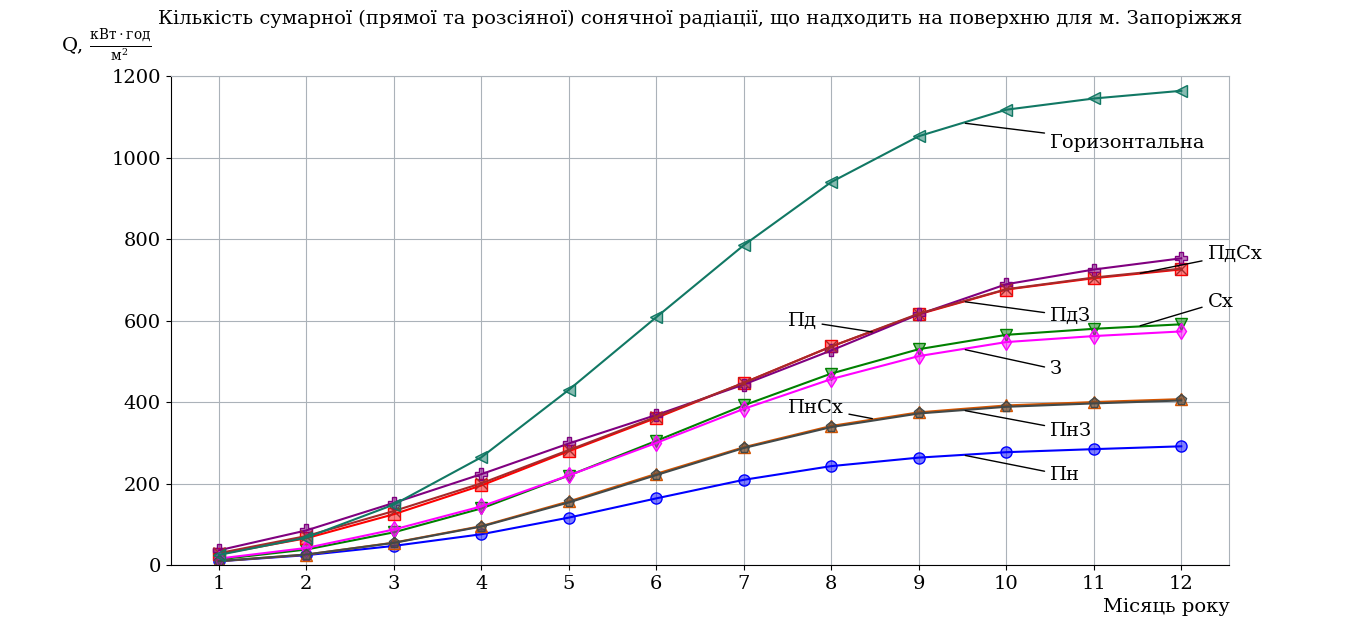 Кількість сумарної (прямої та розсіяної) сонячної радіації, що надходить на поверхню для м. Запоріжжя
Q, кВт·год/м²
1200
1000
Горизонтальна
800
ПдСх
Сх
600
Пд
ПдЗ
З
400
ПнСх
ПнЗ
Пн
200
0
1 2 3 4 5 6 7 8 9 10 11 12
Місяць року